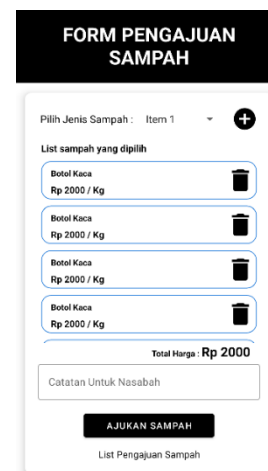 FORM PENGAJUAN
SAMPAH
Pilih Jenis Sampah : Item 1
List sampah yang dipilih
Botol Kaca
Rp 2000 / Kg
Botol Kaca
Rp 2000 / Kg
Botol Kaca
Rp 2000 / Kg
Botol Kaca
Rp 2000 / Kg
Total Harga : Rp 2000
Catatan Untuk Nasabah
AJUKAN SAMPAH
List Pengajuan Sampah